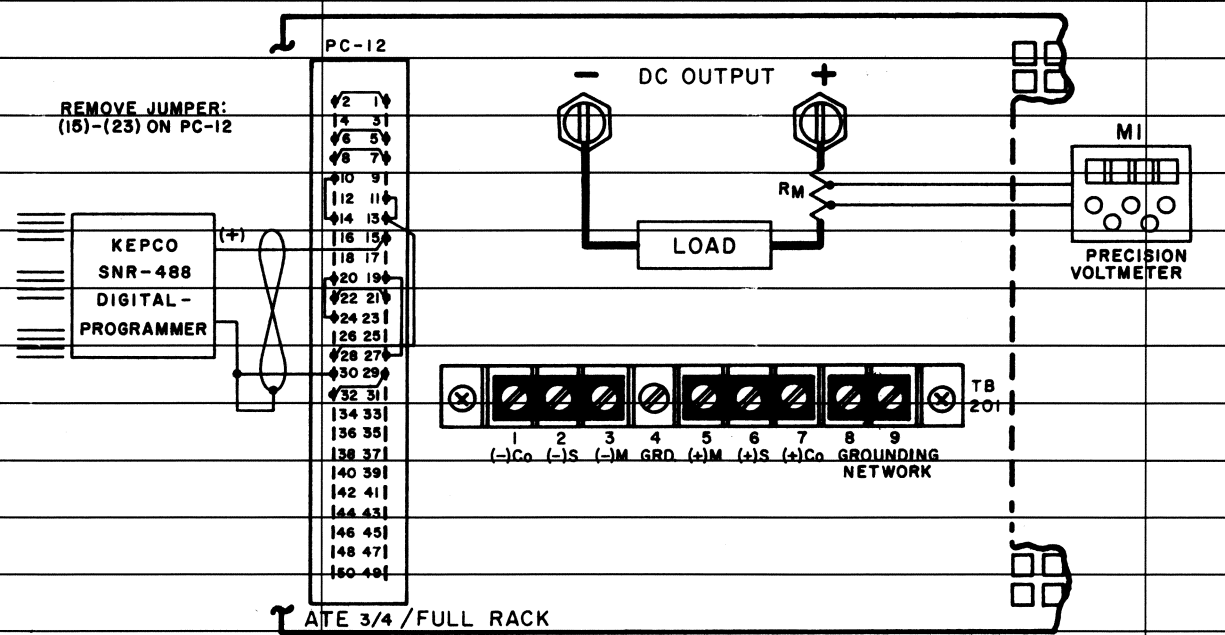 PC-12
REMOVE JUMPER:
(15)-(23) ON PC-12
- DC OUTPUT +
M1
2 1
4 3
6 5
8 7
10 9
12 11
14 13
16 15
18 17
20 19
22 21
24 23
26 25
28 27
30 29
32 31
34 33
36 35
38 37
40 39
42 41
44 43
46 45
48 47
50 49
(+)
KEPCO
SNR-488
DIGITAL-
PROGRAMMER
RM
LOAD
PRECISION
VOLTMETER
TB
201
1 2 3 4 5 6 7 8 9
(-)Co (-)S (-)M GRD. (+)M (+)S (+)Co GROUNDING
NETWORK
ATE 3/4 / FULL RACK